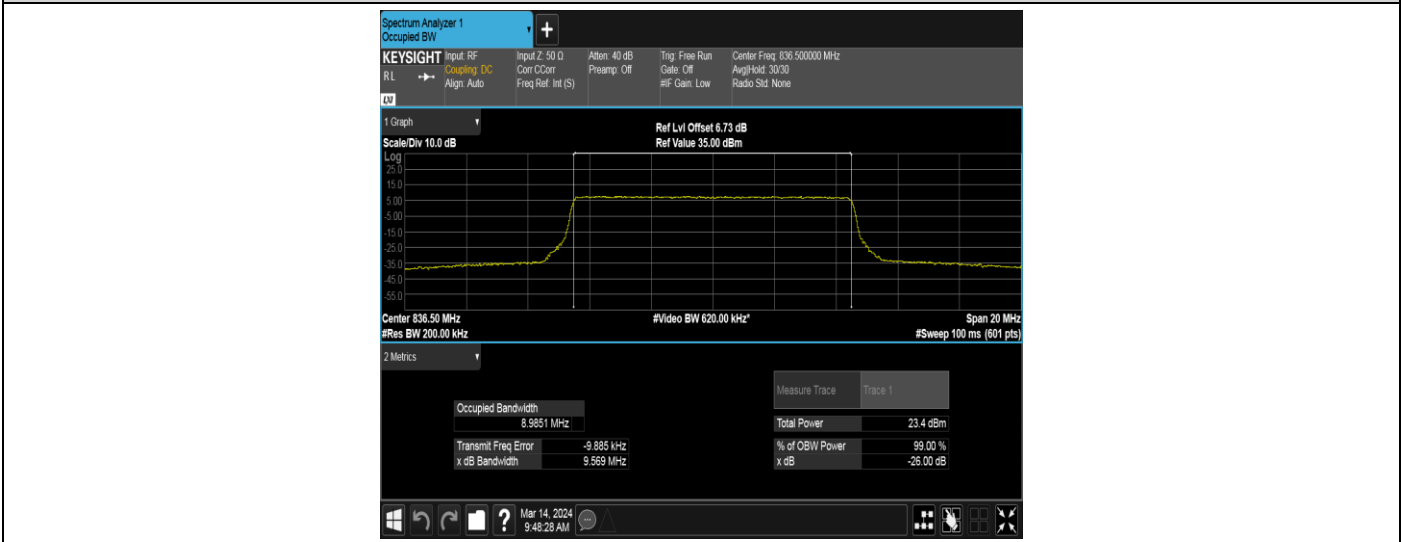 Spectrum Analyzer 1
Occupied BW
+
KEYSIGHT
RL
Input: RF
Coupling: DC
Align: Auto
Input Z: 50 Ω
Corr CCorr
Freq Ref: Int (S)
Atten: 40 dB
Preamp: Off
Trig: Free Run
Gate: Off
#IF Gain: Low
Center Freq: 836.500000 MHz
Avg|Hold: 30/30
Radio Std: None
1 Graph
Scale/Div 10.0 dB
Ref Lvl Offset 6.73 dB
Ref Value 35.00 dBm
Log
25.0
15.0
5.00
-5.00
-15.0
-25.0
-35.0
-45.0
-55.0
Center 836.50 MHz
#Video BW 620.00 kHz*
Span 20 MHz
#Res BW 200.00 kHz
#Sweep 100 ms (601 pts)
2 Metrics
Measure Trace Trace 1
Occupied Bandwidth
8.9851 MHz
Total Power 23.4 dBm
Transmit Freq Error -9.885 kHz
% of OBW Power 99.00 %
x dB Bandwidth 9.569 MHz
x dB -26.00 dB
?
Mar 14, 2024
9:48:28 AM